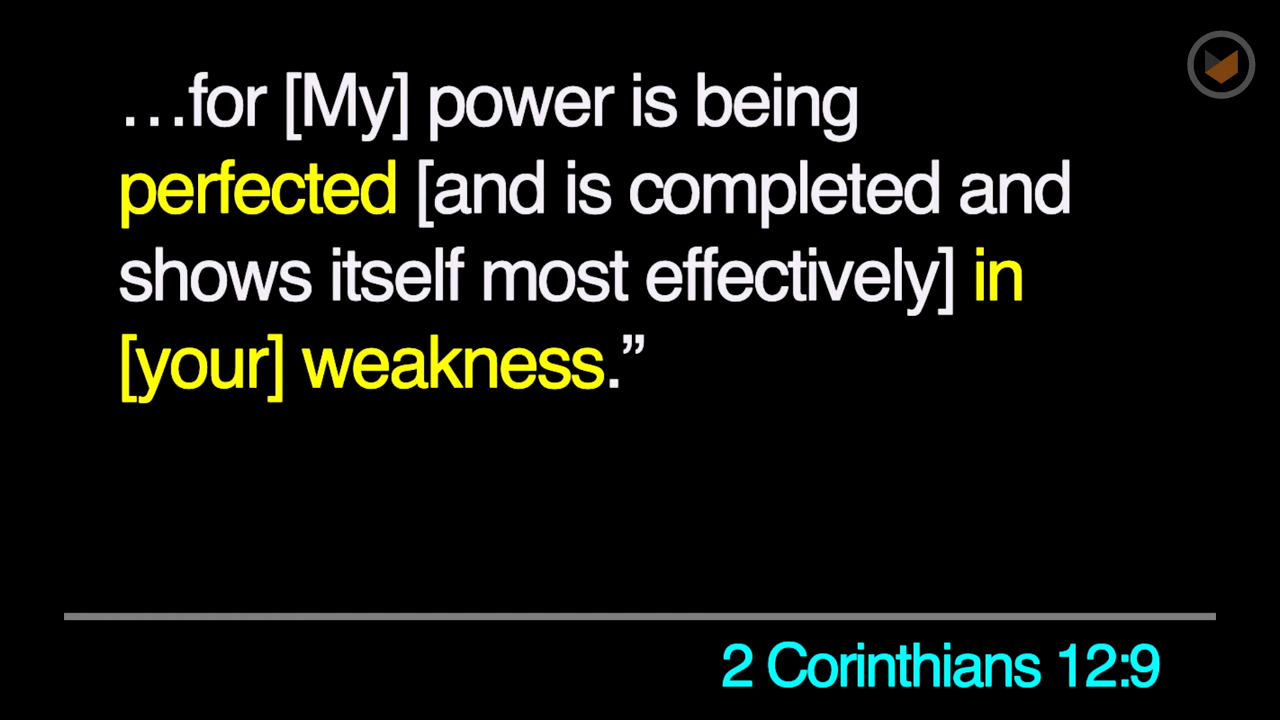 …for [My] power is being
perfected [and is completed and
shows itself most effectively] in
[your] weakness.”
2 Corinthians 12:9